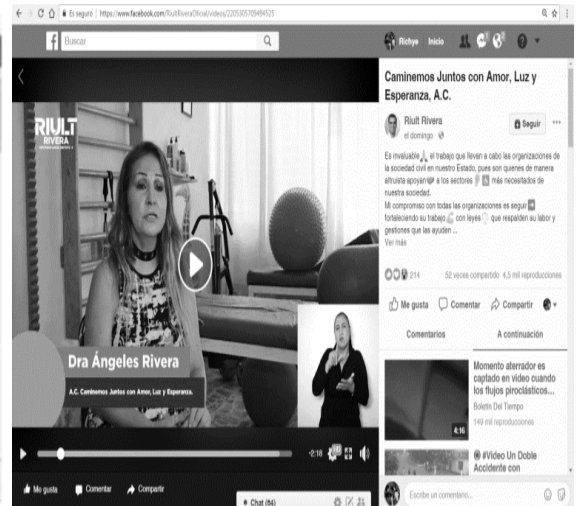 Es seguro | https://www.facebook.com/RiultRiveraOficial/videos/
Buscar
Richye Inicio
RIULT
RIVERA
Dra Ángeles Rivera
A.C. Caminemos Juntos con Amor, Luz y Esperanza.
-2:18
Me gusta Comentar Compartir
Chat (64)
Caminemos Juntos con Amor, Luz y
Esperanza, A.C.
Riult Rivera
el domingo
Seguir
Es invaluable el trabajo que llevan a cabo las organizaciones de
la sociedad civil en nuestro Estado, pues son quienes de manera
altruista apoyan a los sectores más necesitados de
nuestra sociedad.
Mi compromiso con todas las organizaciones es seguir
fortaleciendo su trabajo con leyes que respalden su labor y
gestiones que las ayuden ...
Ver más
214 52 veces compartido 4,5 mil reproducciones
Me gusta Comentar Compartir
Comentarios A continuación
Momento aterrador es
captado en video cuando
los flujos piroclásticos...
Boletín Del Tiempo
149 mil reproducciones
4:16
#Video Un Doble
Accidente con
Escribe un comentario...